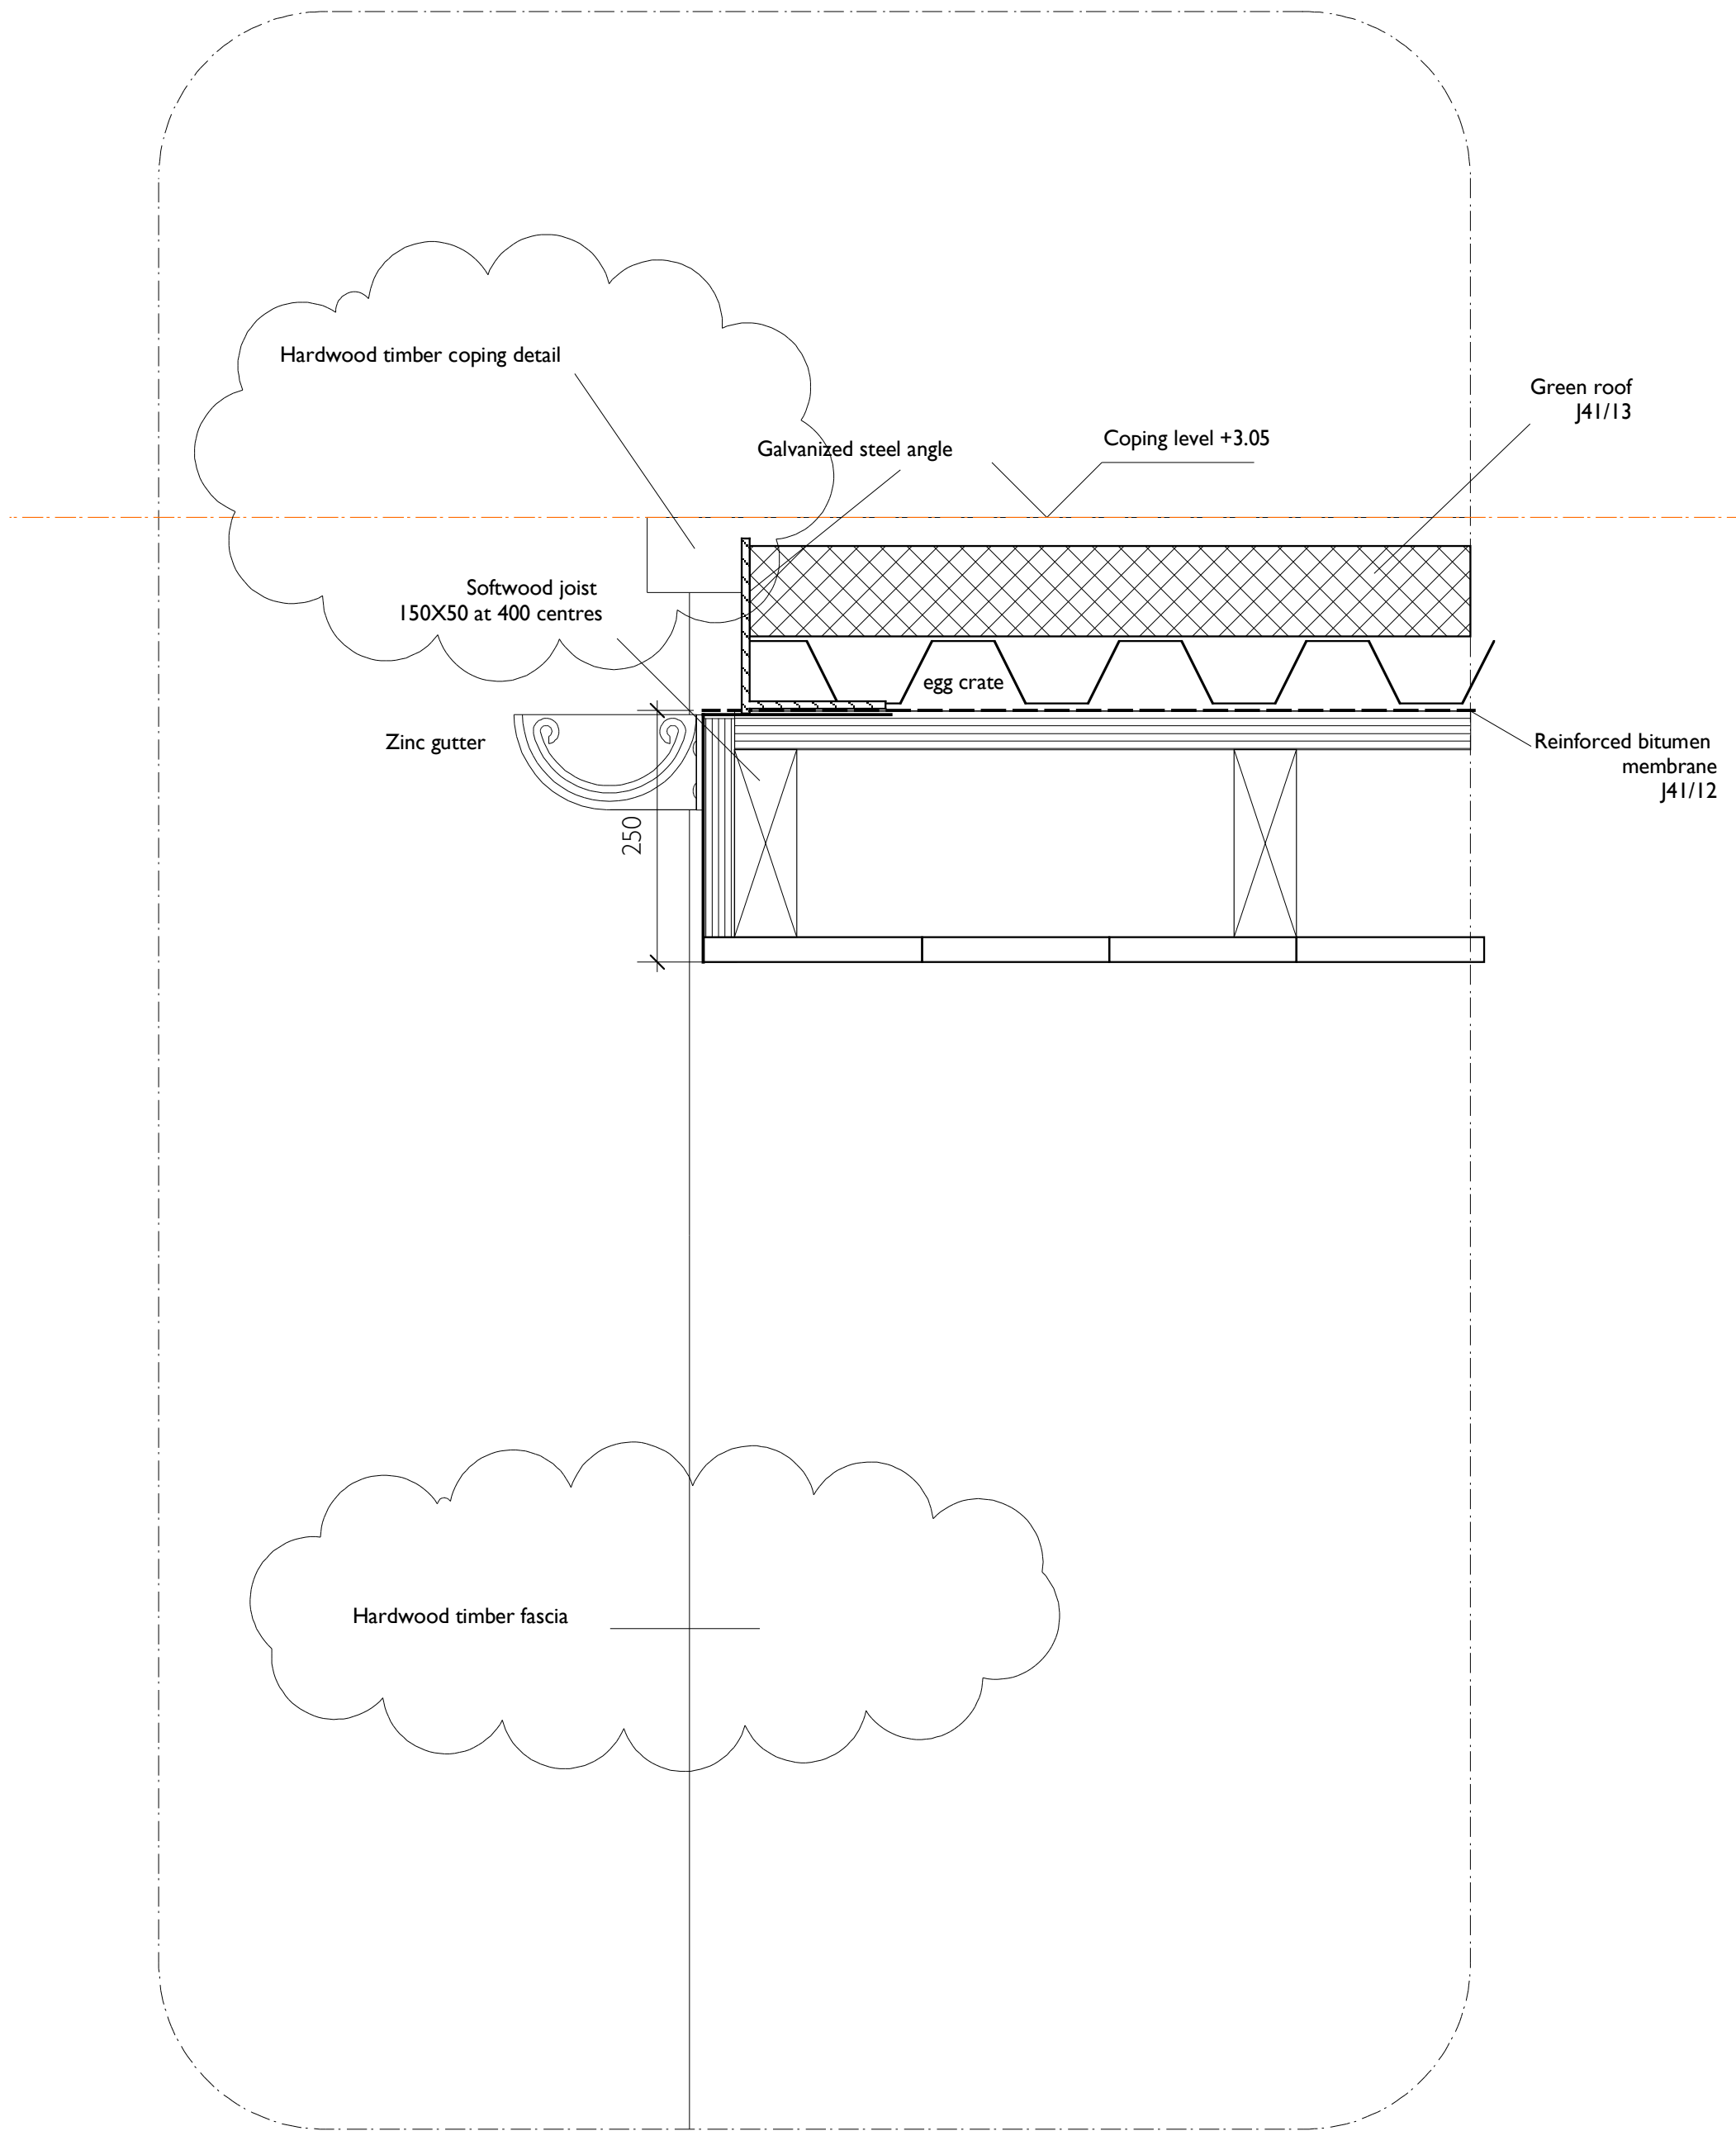 Hardwood timber coping detail
Green roof
J41/13
Coping level +3.05
Galvanized steel angle
Softwood joist
150X50 at 400 centres
egg crate
Zinc gutter
Reinforced bitumen
membrane
J41/12
250
Hardwood timber fascia